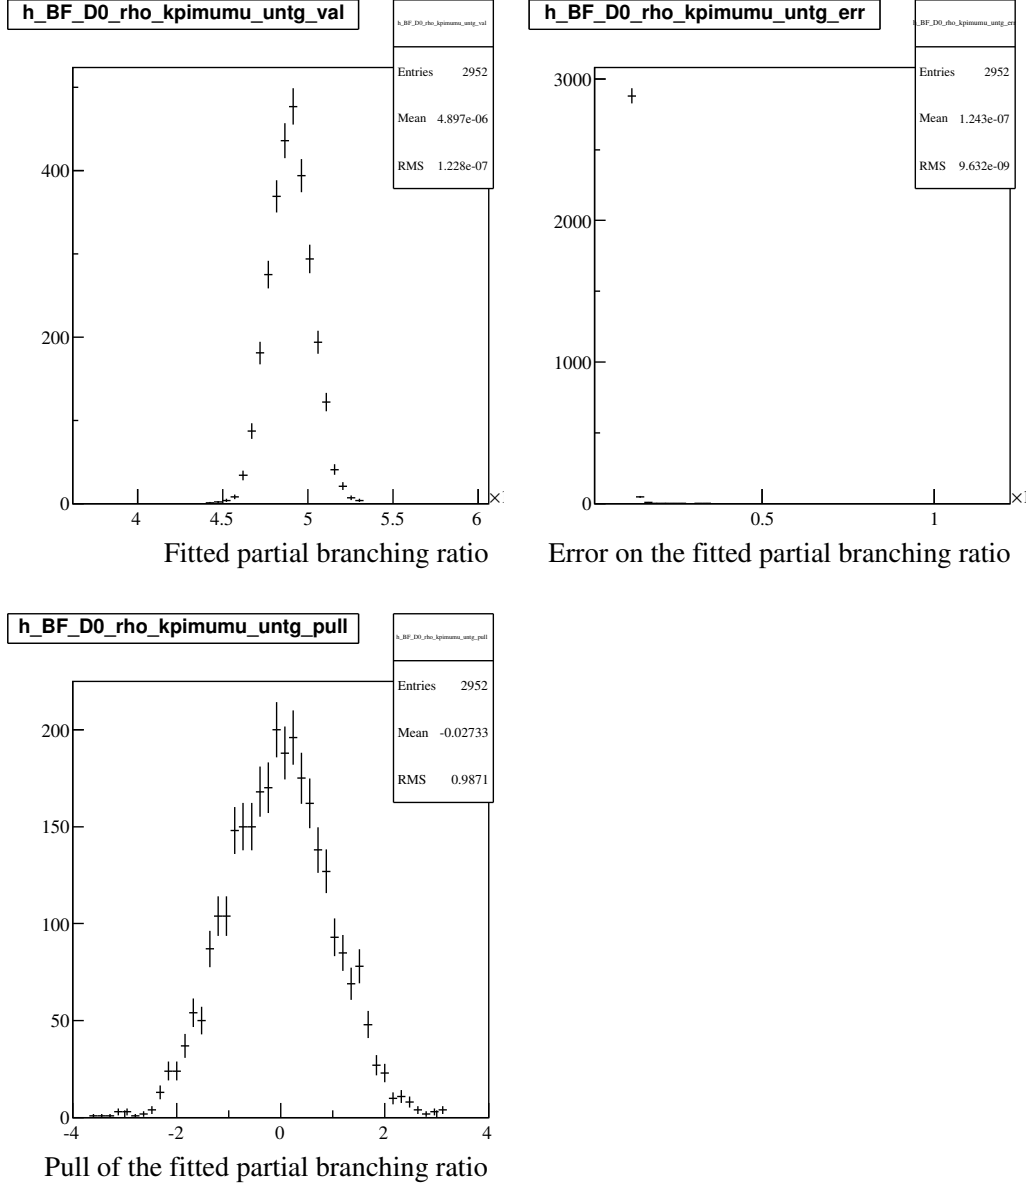 h_BF_D0_rho_kpimumu_untg_val
h_BF_D0_rho_kpimumu_untg_val
Entries 2952
Mean 4.897e-06
RMS 1.228e-07
400
200
0
4 4.5 5 5.5 6
Fitted partial branching ratio
h_BF_D0_rho_kpimumu_untg_err
Entries 2952
Mean 1.243e-07
RMS 9.632e-09
3000
2000
1000
0
0.5 1
Error on the fitted partial branching ratio
h_BF_D0_rho_kpimumu_untg_pull
h_BF_D0_rho_kpimumu_untg_pull
Entries 2952
Mean -0.02733
RMS 0.9871
200
150
100
50
0
-4 -2 0 2 4
Pull of the fitted partial branching ratio